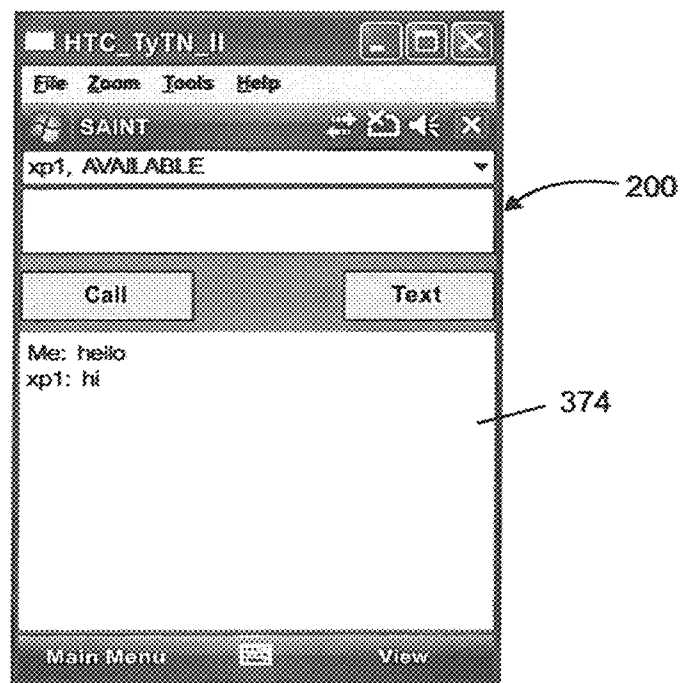 HTC_TyTN_II
File Zoom Tools Help
SAINT
xp1, AVAILABLE
200
Call Text
Me: hello
xp1: hi
374
Main Menu View